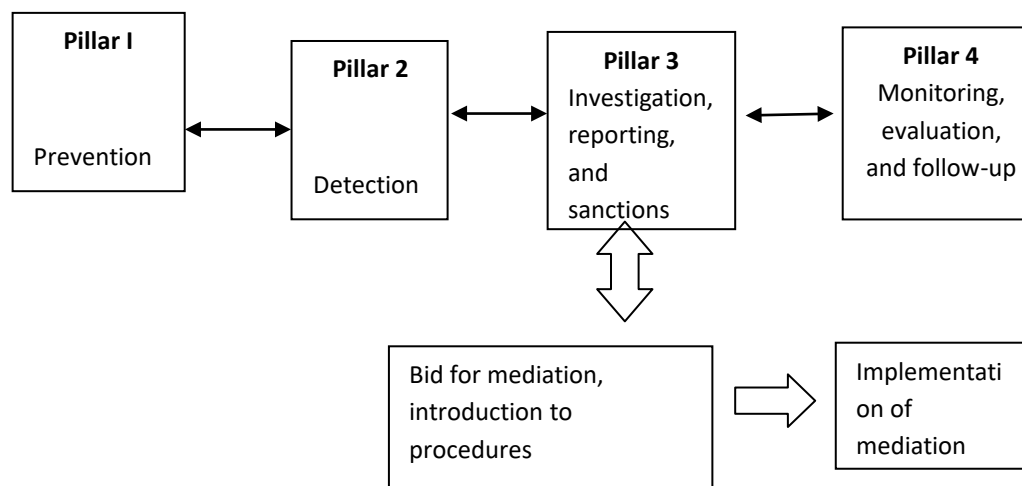 Pillar I
Prevention
Pillar 2
Detection
Pillar 3
Investigation,
reporting,
and
sanctions
Pillar 4
Monitoring,
evaluation,
and follow-up
Bid for mediation,
introduction to
procedures
Implementati
on of
mediation